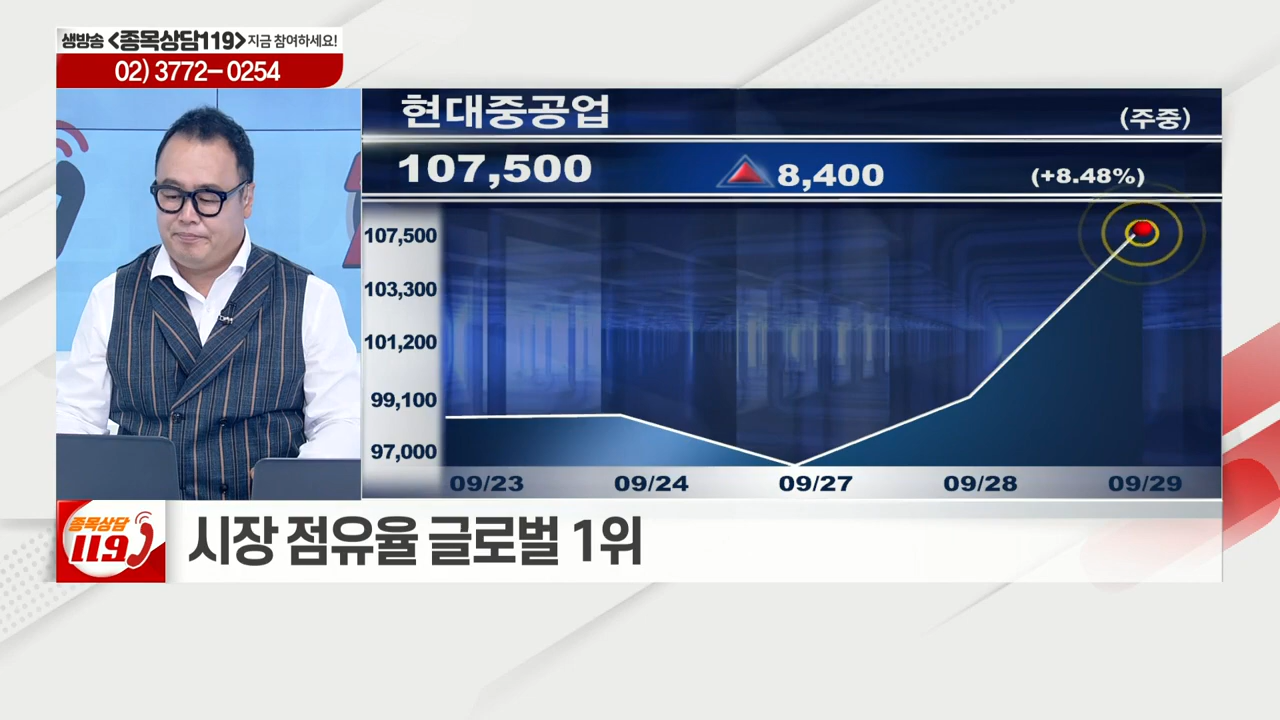 생방송 <종목상담119> 지금 참여하세요!
02) 3772-0254
현대중공업 (주중)
107,500 8,400 (+8.48%)
107,500
103,300
101,200
99,100
97,000
09/23 09/24 09/27 09/28 09/29
종목상담
119
시장 점유율 글로벌 1위